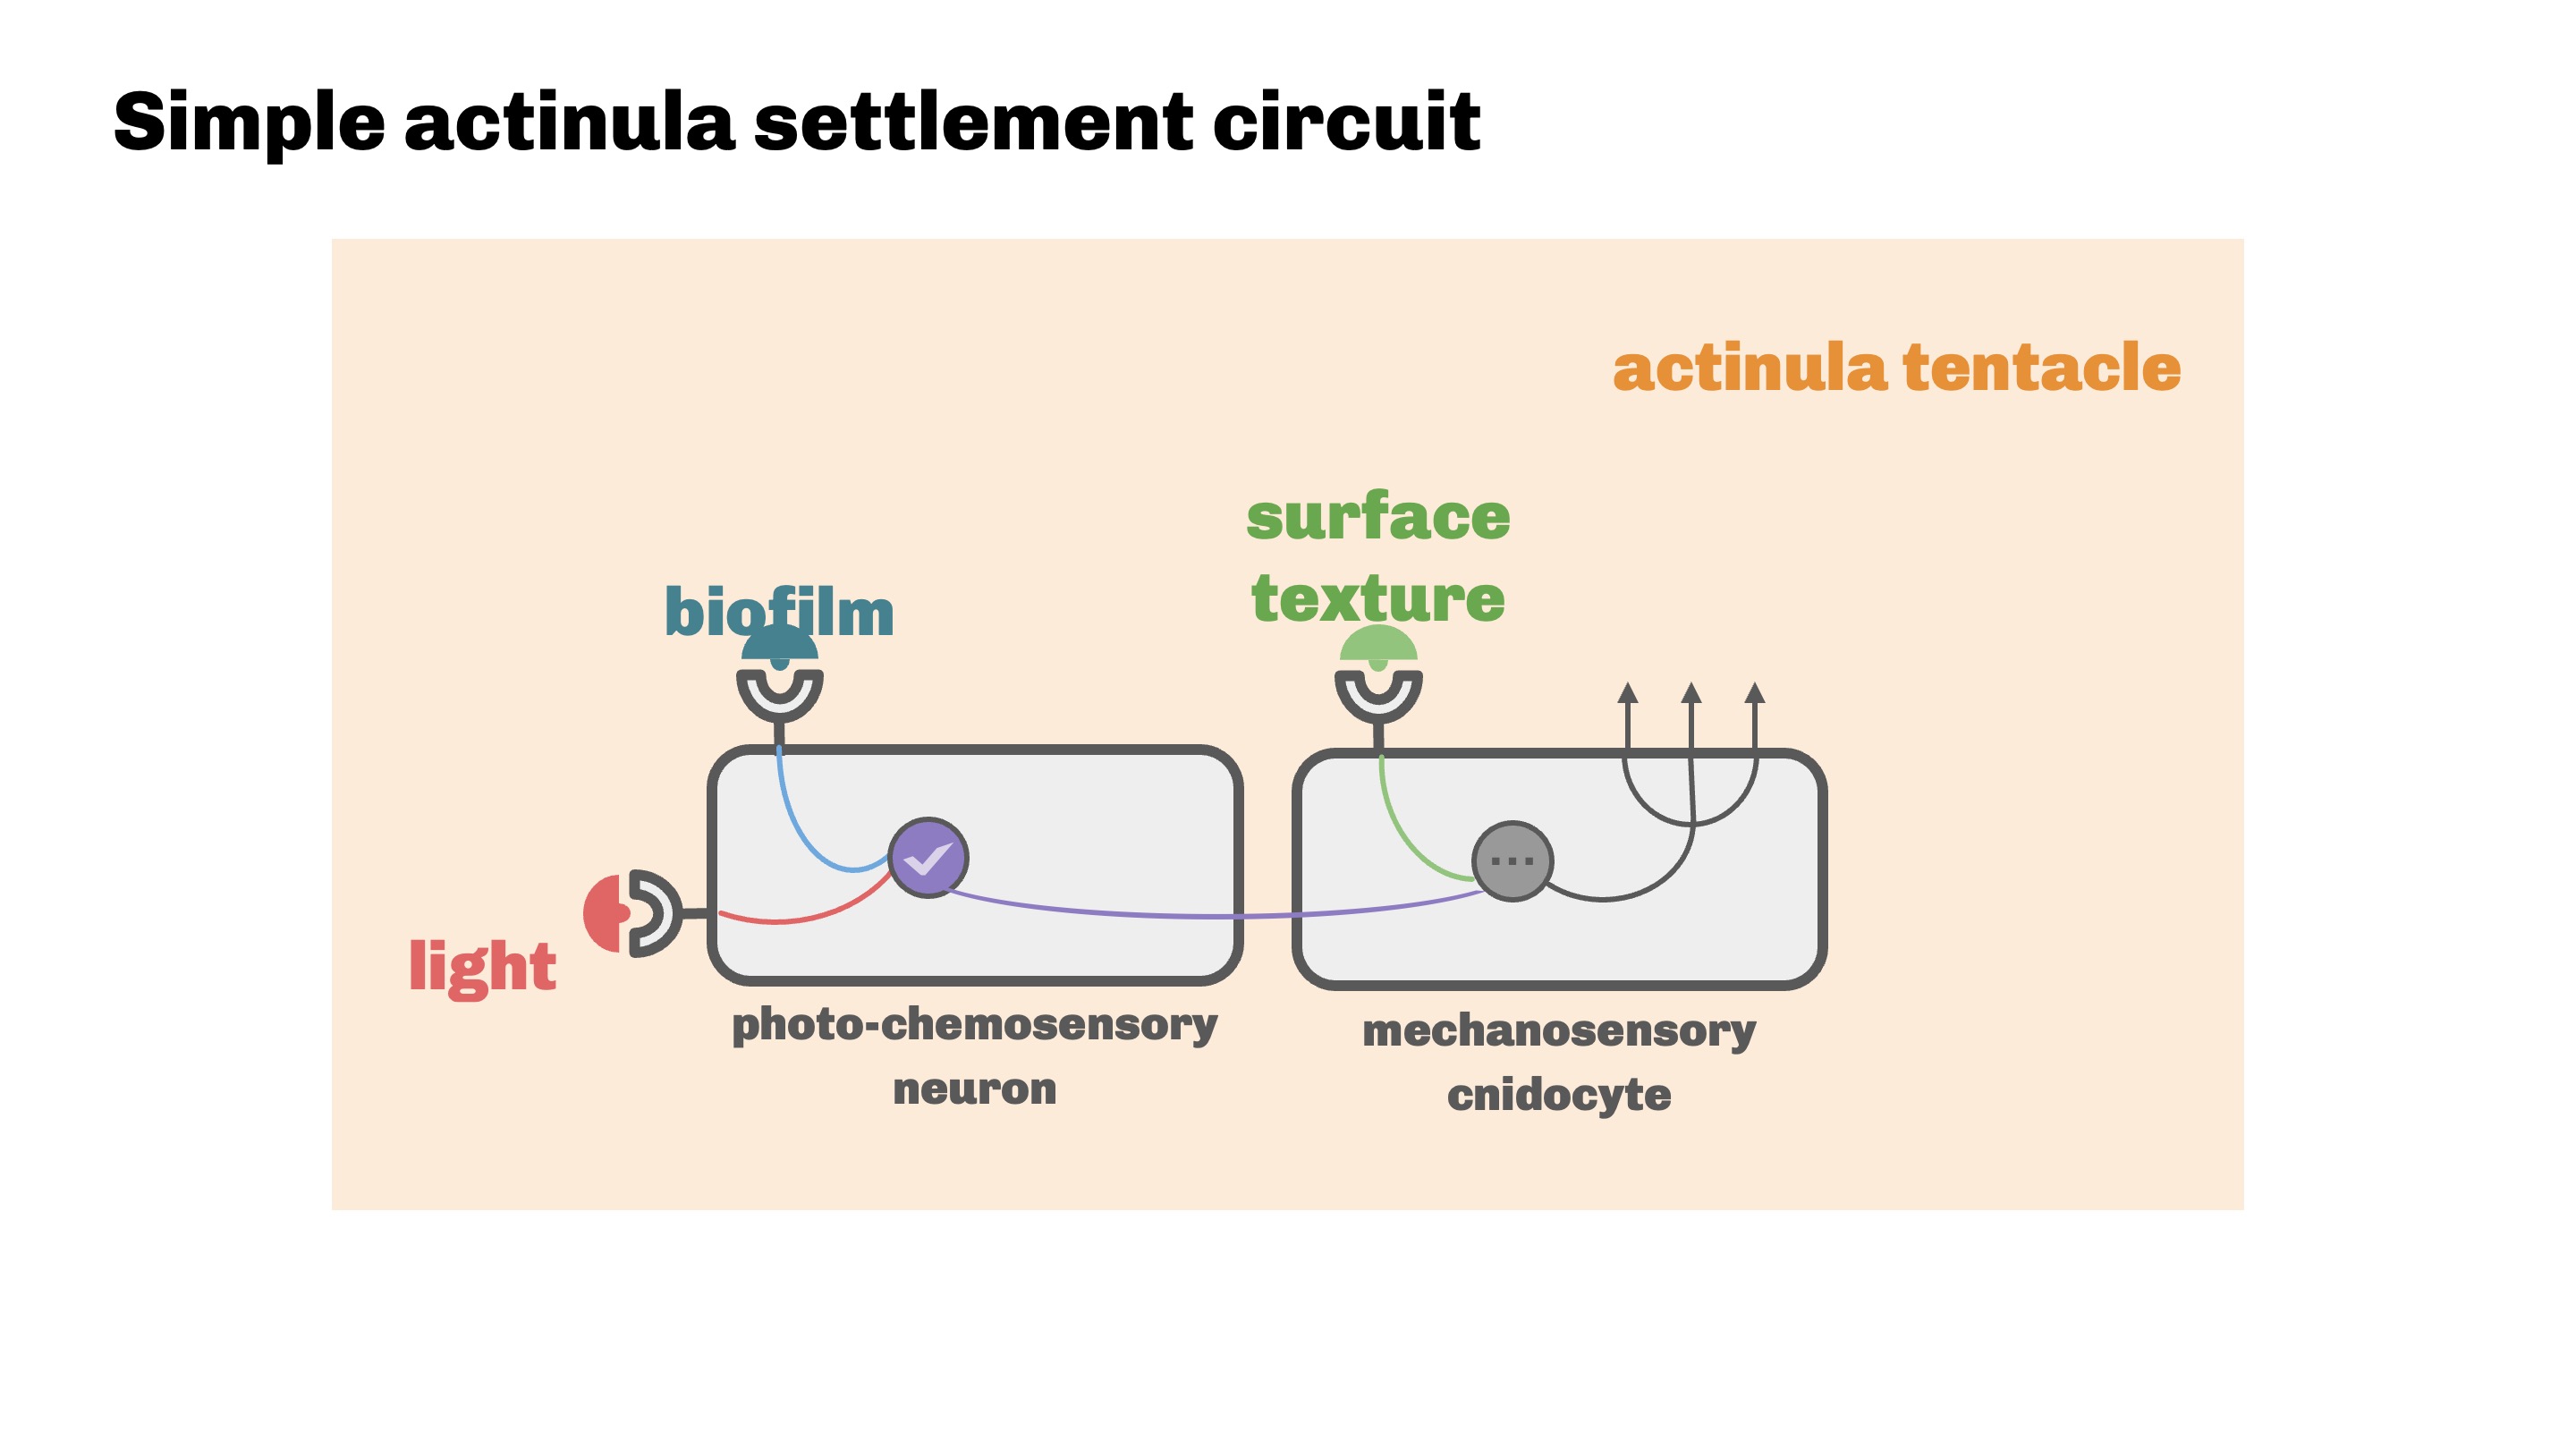 Simple actinula settlement circuit
actinula tentacle
surface
texture
biofilm
light
photo-chemosensory
neuron
mechanosensory
cnidocyte